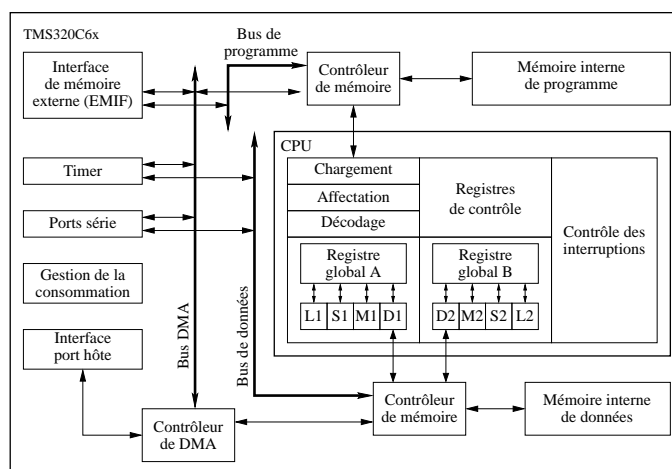 TMS320C6x
Bus de
programme
Interface
de mémoire
externe (EMIF)
Contrôleur
de mémoire
Mémoire interne
de programme
CPU
Timer
Chargement
Affectation
Décodage
Registres
de contrôle
Contrôle des
interruptions
Ports série
Gestion de la
consommation
Registre
global A
Registre
global B
L1
S1
M1
D1
D2
M2
S2
L2
Interface
port hôte
Bus DMA
Bus de données
Contrôleur
de DMA
Contrôleur
de mémoire
Mémoire interne
de données